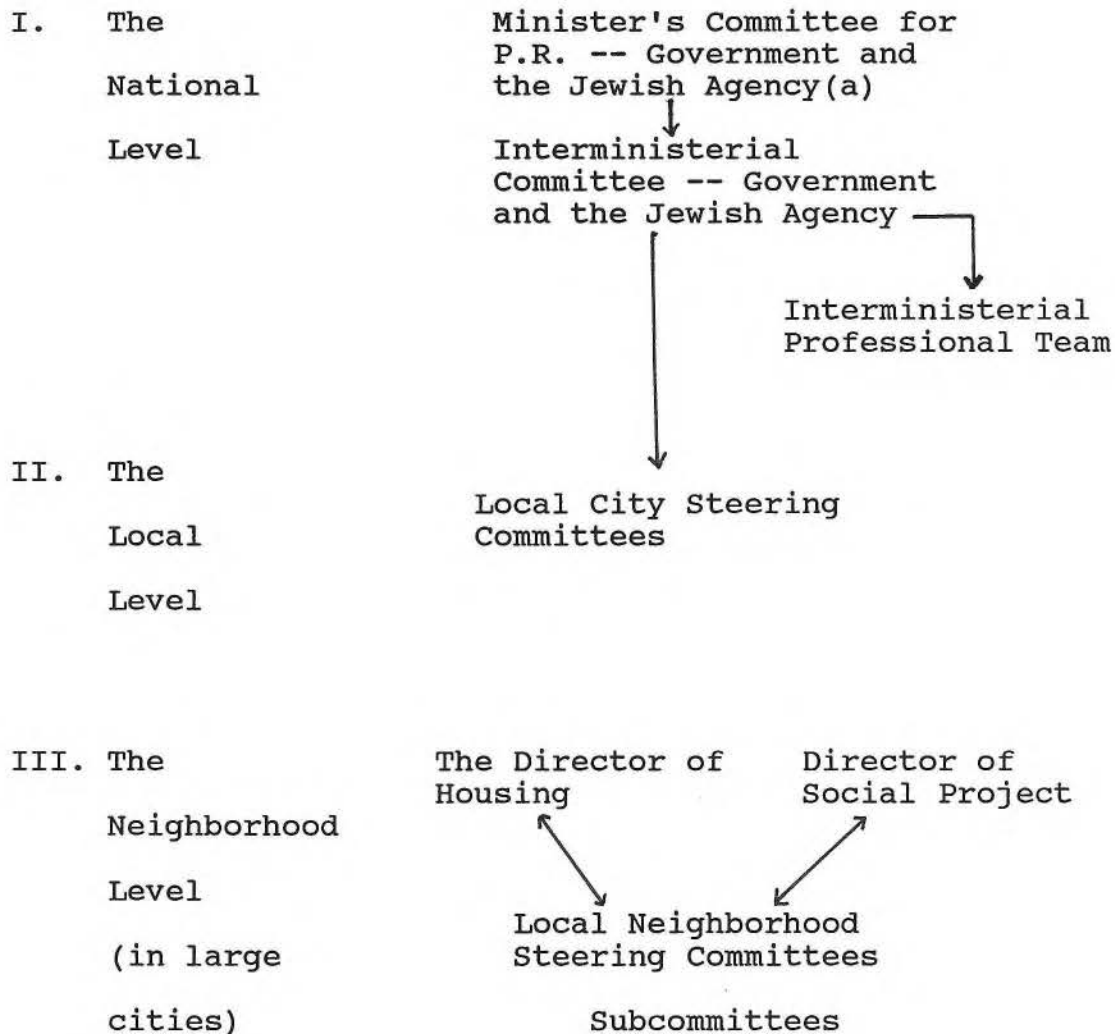 I. The
National
Level
Minister's Committee for
P.R. -- Government and
the Jewish Agency(a)
Interministerial
Committee -- Government
and the Jewish Agency
Interministerial
Professional Team
II. The
Local
Level
Local City Steering
Committees
III. The
Neighborhood
Level
(in large
cities)
The Director of
Housing
Director of
Social Project
Local Neighborhood
Steering Committees
Subcommittees